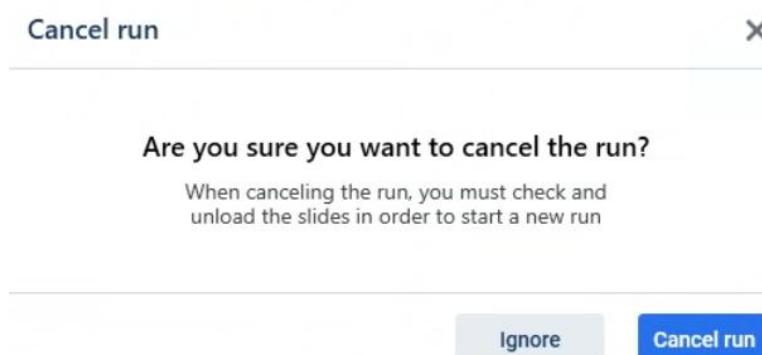 Cancel run
Are you sure you want to cancel the run?
When canceling the run, you must check and
unload the slides in order to start a new run
Ignore
Cancel run